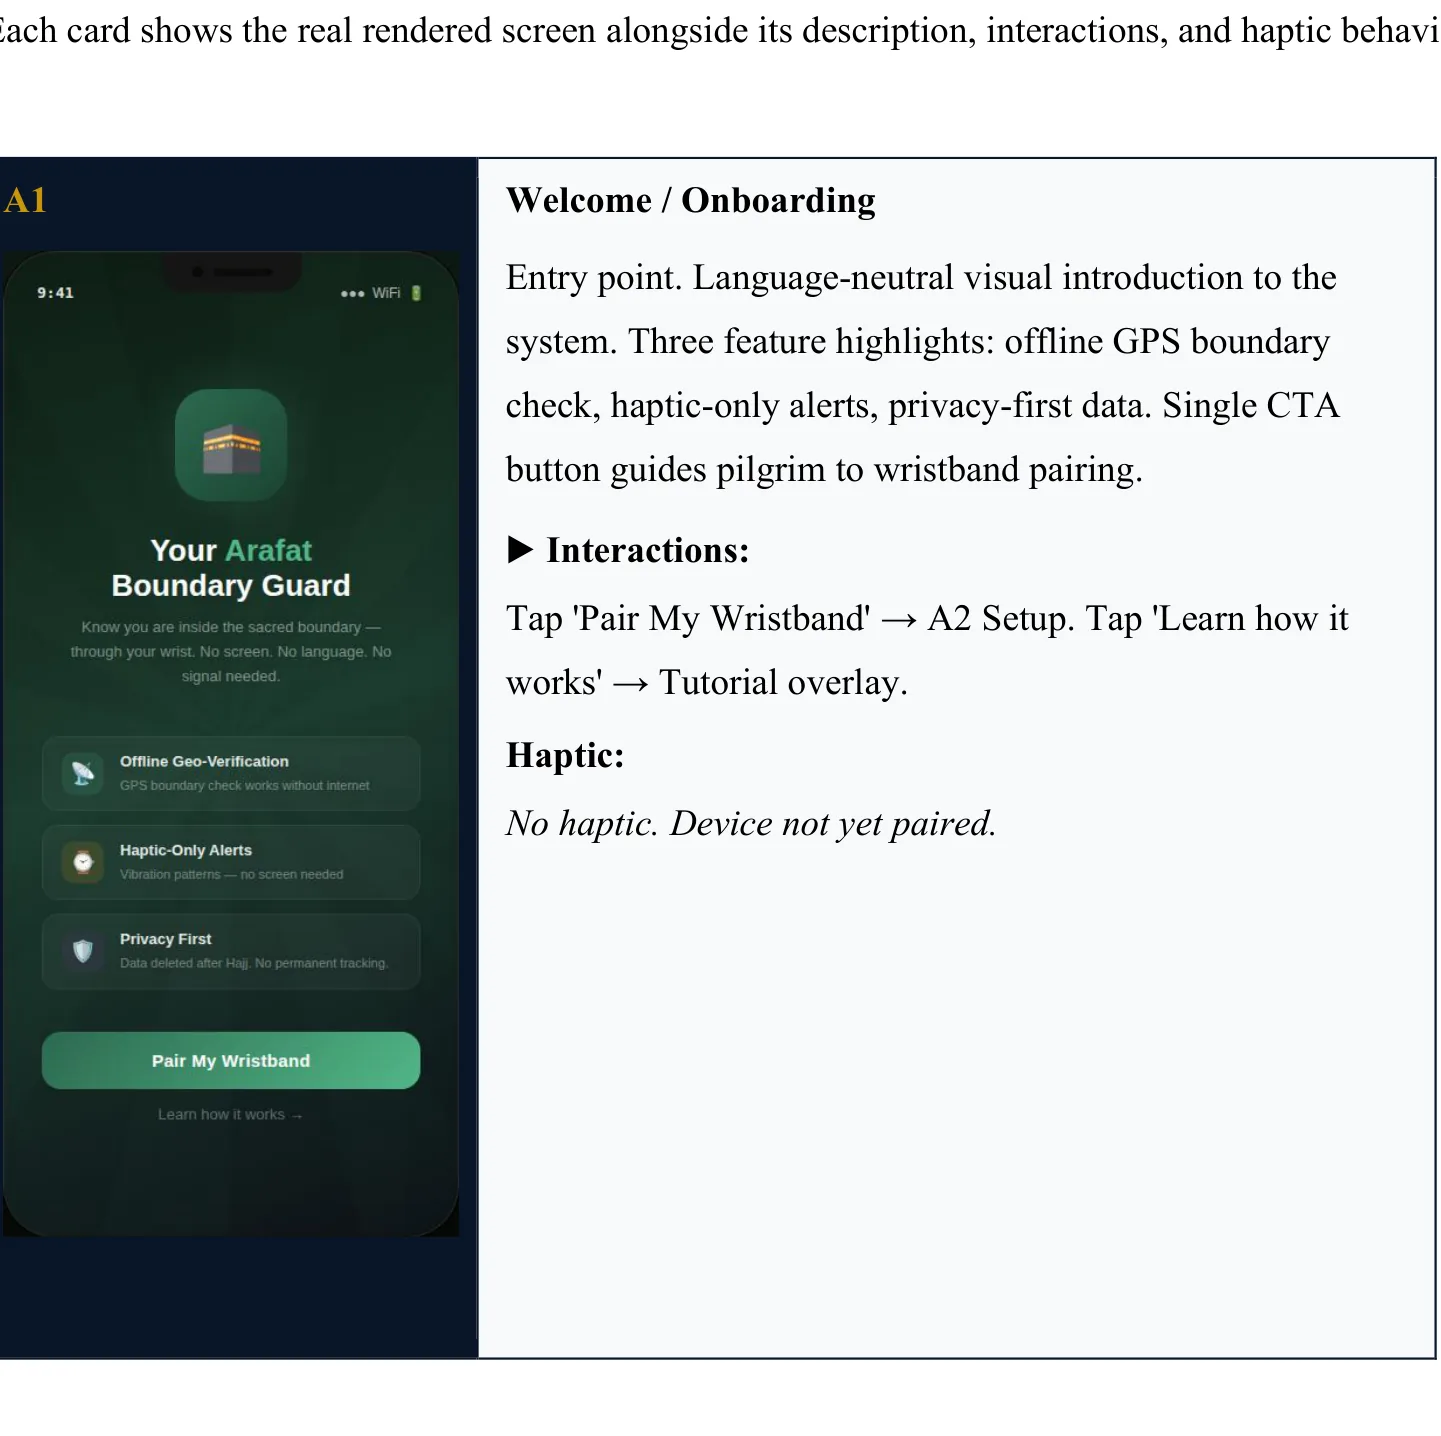 Each card shows the real rendered screen alongside its description, interactions, and haptic behavi
A1
9:41
WiFi
Your Arafat
Boundary Guard
Know you are inside the sacred boundary —
through your wrist. No screen. No language. No
signal needed.
Offline Geo-Verification
GPS boundary check works without internet
Haptic-Only Alerts
Vibration patterns — no screen needed
Privacy First
Data deleted after Hajj. No permanent tracking.
Pair My Wristband
Learn how it works →
Welcome / Onboarding
Entry point. Language-neutral visual introduction to the
system. Three feature highlights: offline GPS boundary
check, haptic-only alerts, privacy-first data. Single CTA
button guides pilgrim to wristband pairing.
▶ Interactions:
Tap 'Pair My Wristband' → A2 Setup. Tap 'Learn how it
works' → Tutorial overlay.
Haptic:
No haptic. Device not yet paired.